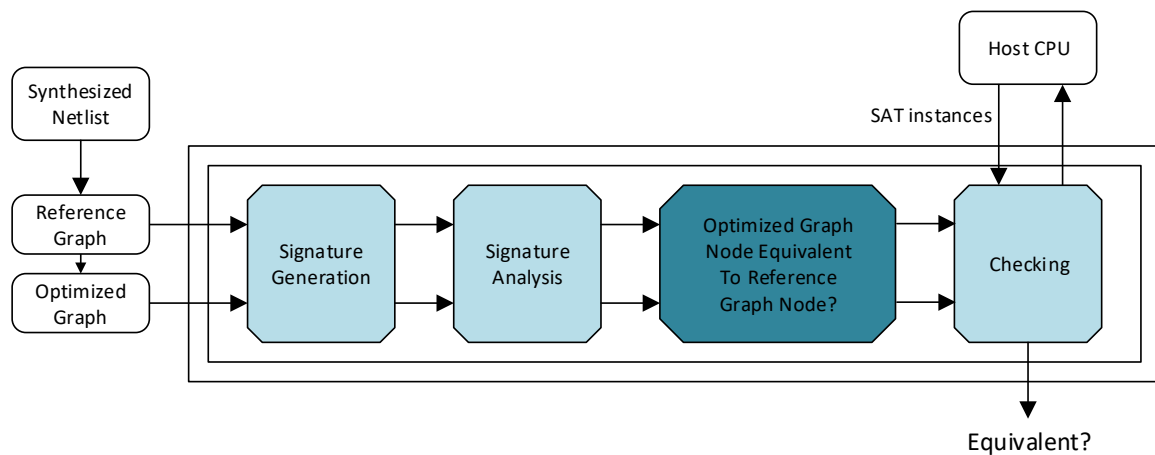 Host CPU
Synthesized
Netlist
SAT instances
Reference
Graph
Optimized
Graph
Signature
Generation
Signature
Analysis
Optimized Graph
Node Equivalent
To Reference
Graph Node?
Checking
Equivalent?